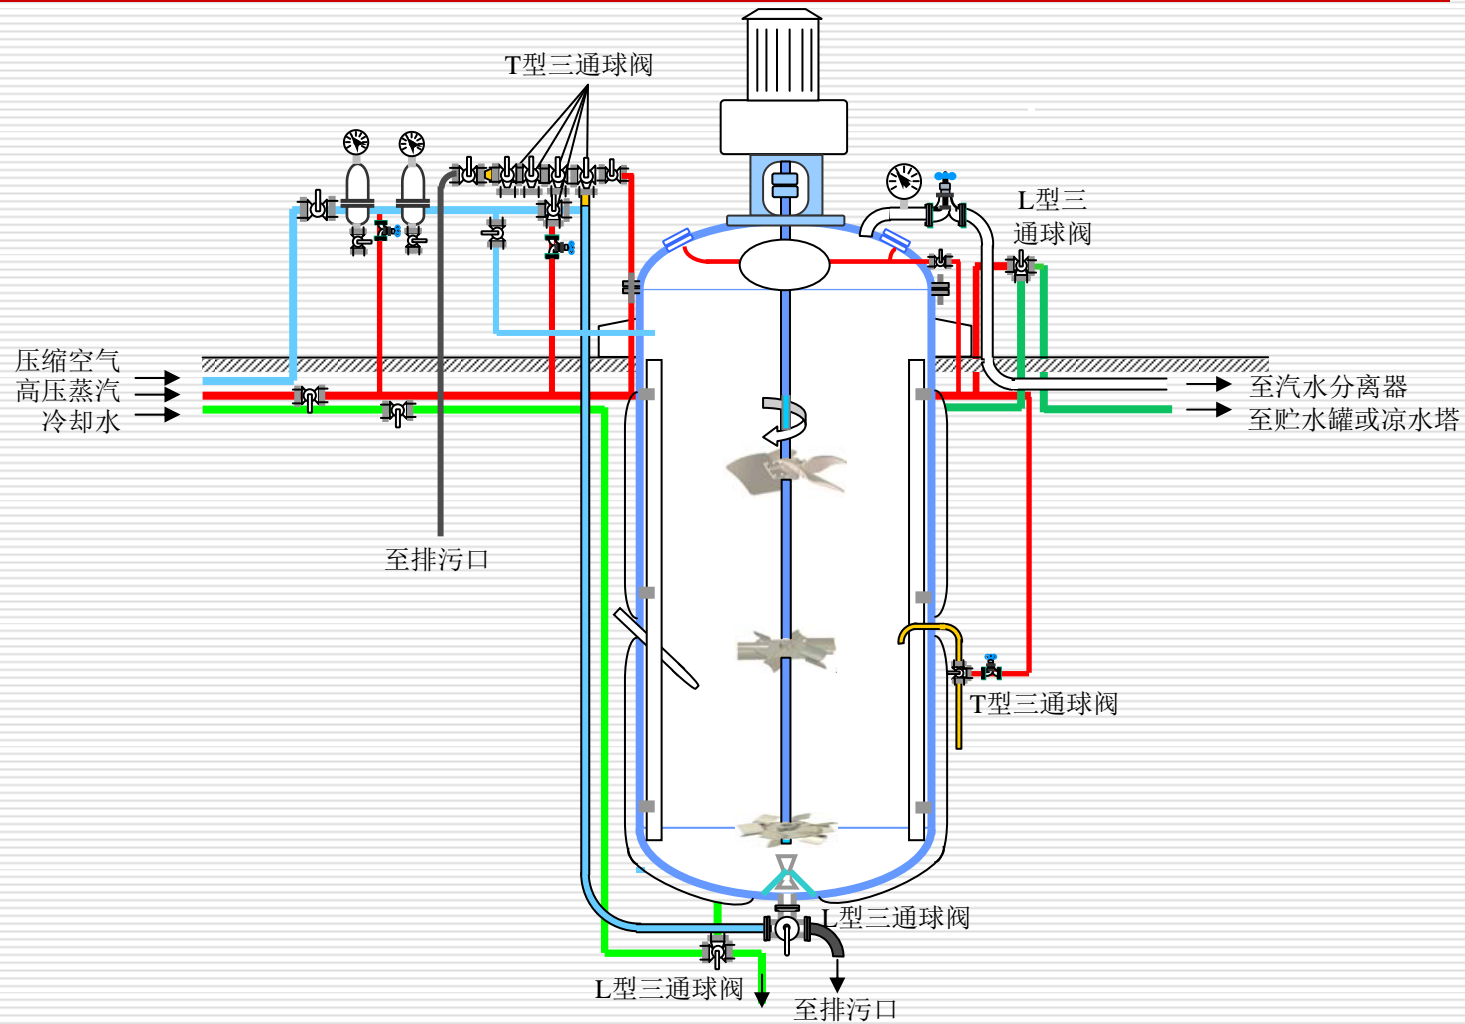 T型三通球阀
L型三
通球阀
压缩空气
高压蒸汽
冷却水
至汽水分离器
至贮水罐或凉水塔
至排污口
T型三通球阀
L型三通球阀
L型三通球阀
至排污口